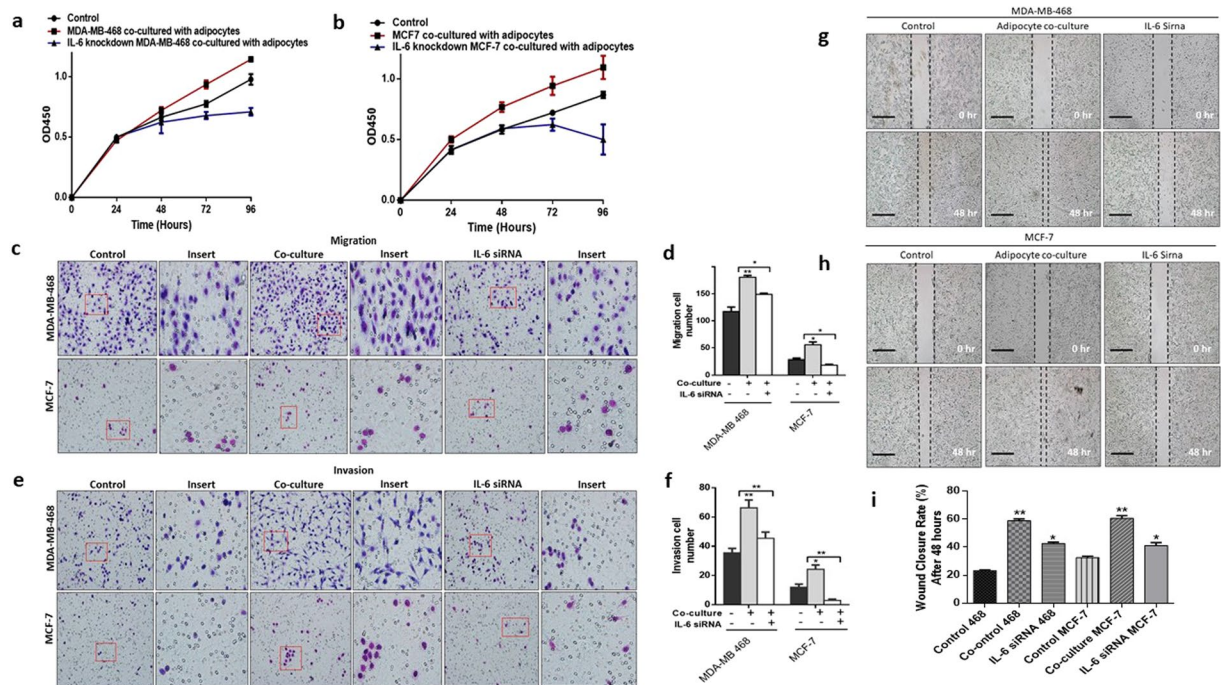 a
Control
MDA-MB-468 co-cultured with adipocytes
IL-6 knockdown MDA-MB-468 co-cultured with adipocytes
OD450
1.0
0.5
0.0
0 24 48 72 96
Time (Hours)
b
Control
MCF7 co-cultured with adipocytes
IL-6 knockdown MCF-7 co-cultured with adipocytes
OD450
1.0
0.5
0.0
0 24 48 72 96
Time (Hours)
c
Migration
Control Insert Co-culture Insert IL-6 siRNA Insert
MDA-MB-468
MCF-7
d
Migration cell
number
150
100
50
0
** * * *
Co-culture - + + - + +
IL-6 siRNA + +
MDA-MB 468 MCF-7
e
Invasion
Control Insert Co-culture Insert IL-6 siRNA Insert
MDA-MB-468
MCF-7
f
Invasion cell
number
80
60
40
20
0
** ** * **
Co-culture - + + - + +
IL-6 siRNA + +
MDA-MB 468 MCF-7
MDA-MB-468
g
Control Adipocyte co-culture IL-6 Sirna
0 hr 0 hr 0 hr
48 hr 48 hr 48 hr
MCF-7
h
Control Adipocyte co-culture IL-6 Sirna
0 hr 0 hr 0 hr
48 hr 48 hr 48 hr
i
Wound Closure Rate (%)
After 48 hours
80
60
40
20
0
** * ** *
Control 468
Co-control 468
IL-6 siRNA 468
Control MCF-7
Co-culture MCF-7
IL-6 siRNA MCF-7